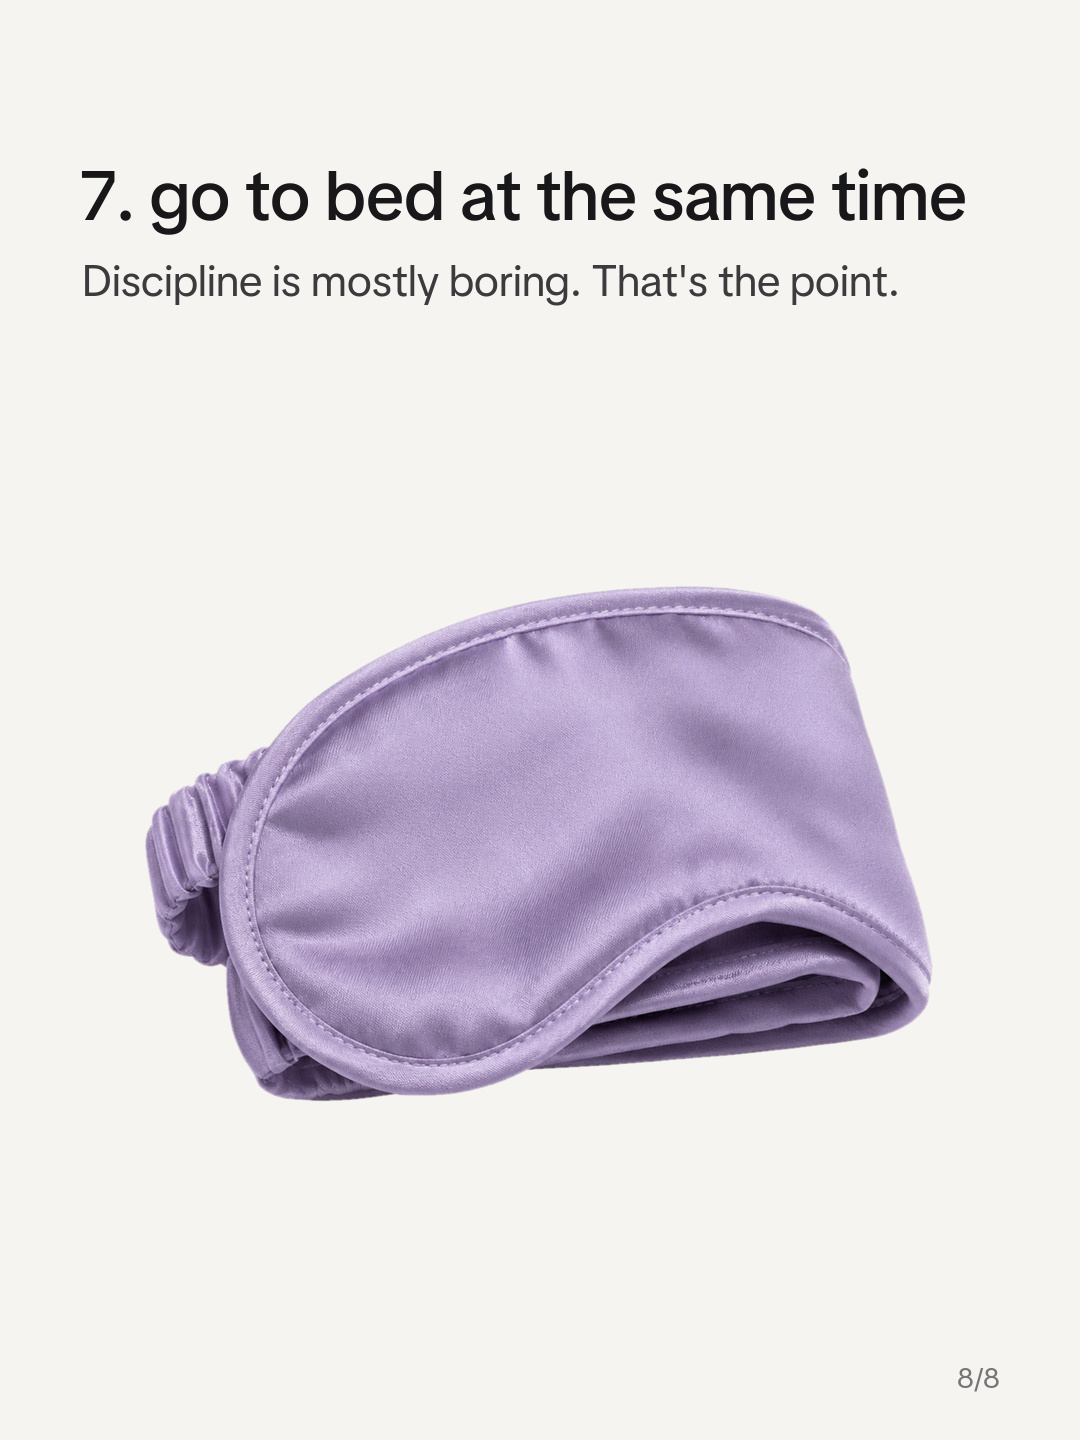 7. go to bed at the same time
Discipline is mostly boring. That's the point.
8/8